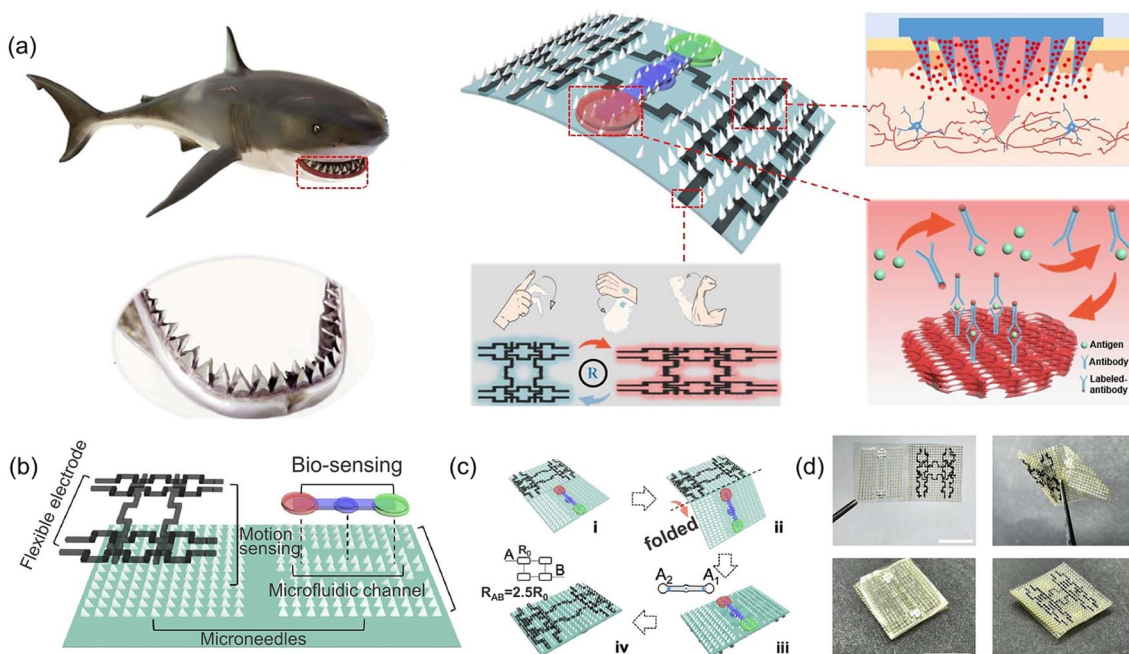 (a)
R
Antigen
Antibody
Labeled-
antibody
(b)
Flexible electrode
Bio-sensing
Motion
sensing
Microfluidic channel
Microneedles
(c)
i
folded
ii
A R₀
B
R_AB=2.5R₀
A₂ A₁
iv
iii
(d)